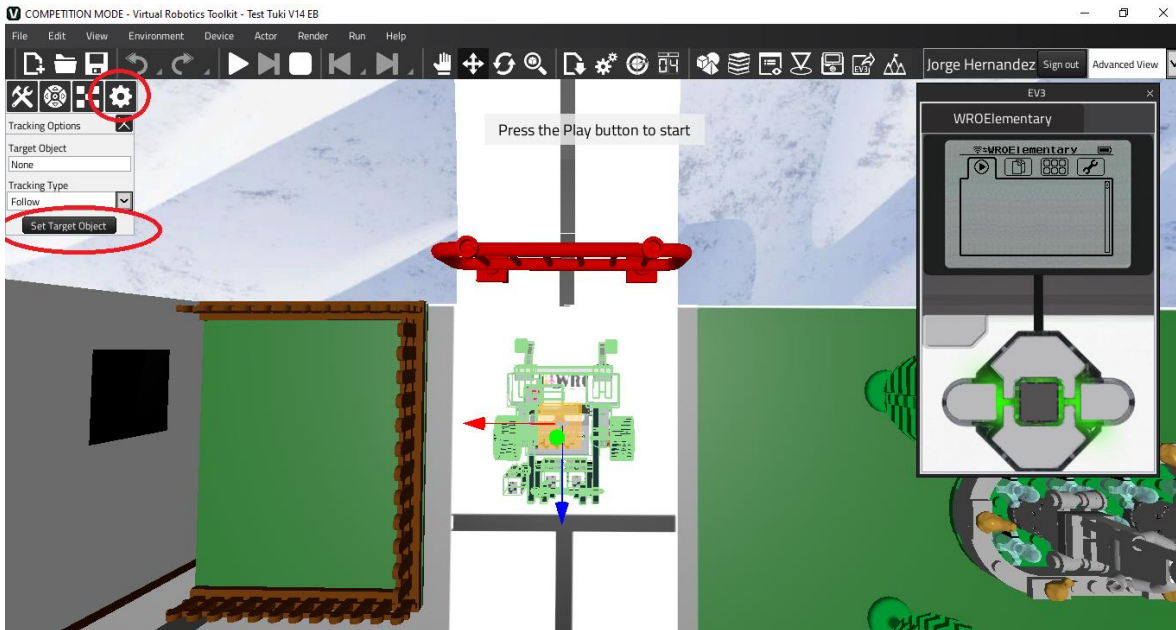 COMPETITION MODE - Virtual Robotics Toolkit - Test Tuki V14 EB
File Edit View Environment Device Actor Render Run Help
EV3
Jorge Hernandez Sign out Advanced View
Tracking Options
Target Object
None
Tracking Type
Follow
Set Target Object
Press the Play button to start
WRO
EV3
WROElementary
WROElementary